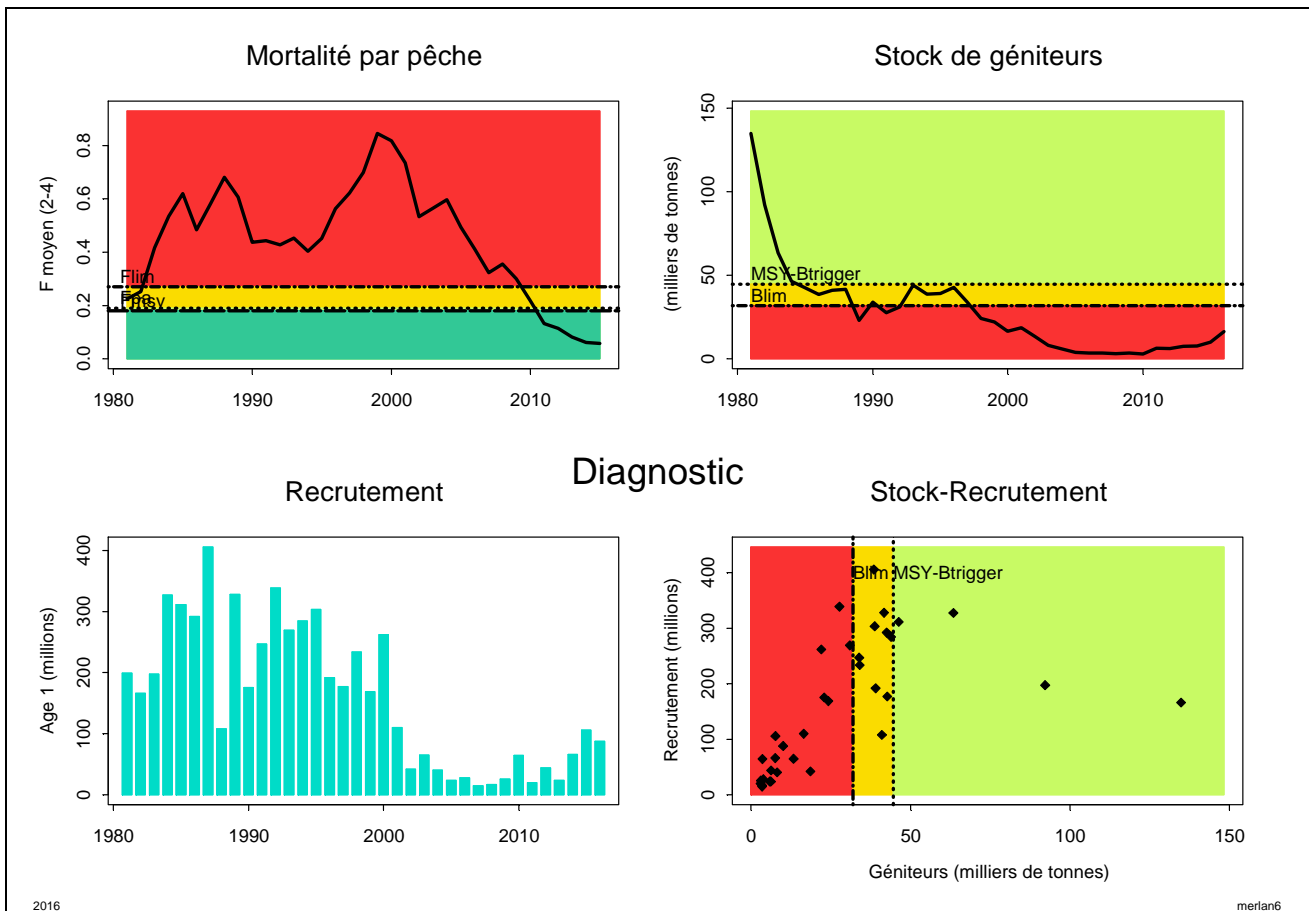 Mortalité par pêche
F moyen (2-4)
0.0 0.2 0.4 0.6 0.8
Flim
Fpa
Fmsy
1980 1990 2000 2010
Stock de géniteurs
(milliers de tonnes)
0 50 100 150
MSY-Btrigger
Blim
1980 1990 2000 2010
Diagnostic
Recrutement
Age 1 (millions)
0 100 200 300 400
1980 1990 2000 2010
Stock-Recrutement
Recrutement (millions)
0 100 200 300 400
Blim MSY-Btrigger
0 50 100 150
Géniteurs (milliers de tonnes)
2016
merlan6